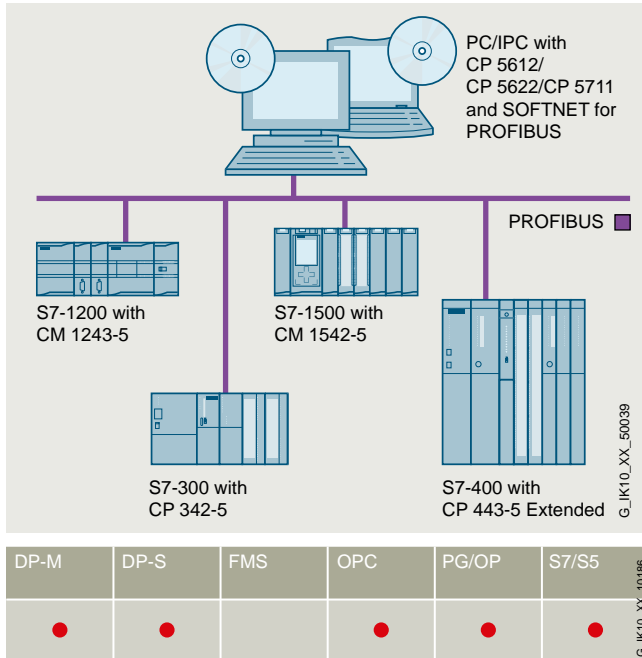 PC/IPC with
CP 5612/
CP 5622/CP 5711
and SOFTNET for
PROFIBUS
PROFIBUS
S7-1200 with
CM 1243-5
S7-1500 with
CM 1542-5
S7-300 with
CP 342-5
S7-400 with
CP 443-5 Extended
G_IK10_XX_50039
DP-M DP-S FMS OPC PG/OP S7/S5
G_IK10_XX_10186